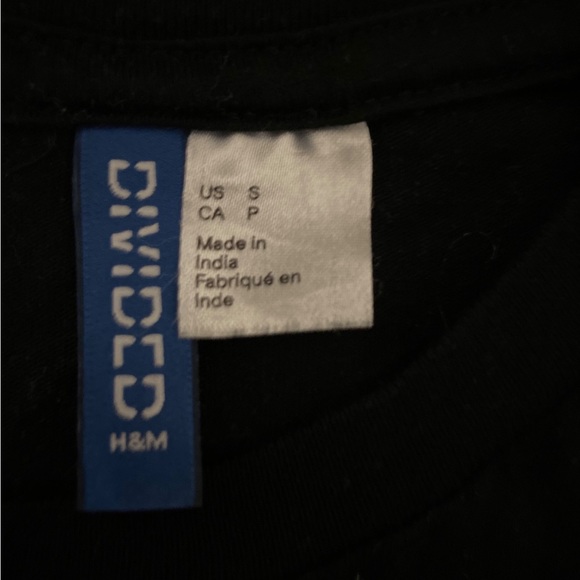 DIVIDED
H&M
US S
CA P
Made in
India
Fabriqué en
Inde